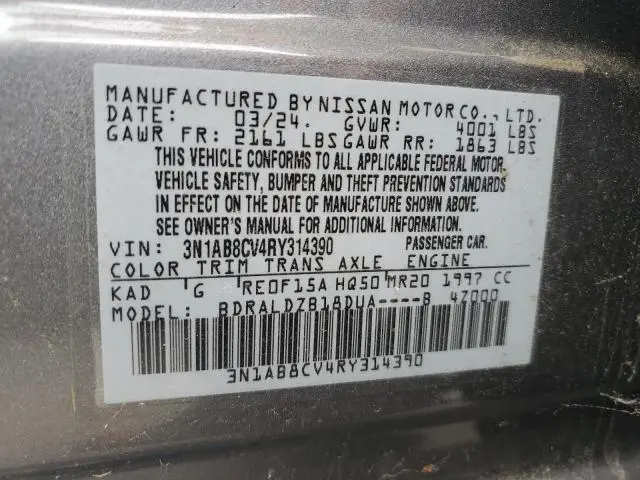 MANUFACTURED BY NISSAN MOTOR CO., LTD.
DATE: 03/24. GVWR: 4001 LBS
GAWR FR: 2161 LBS GAWR RR: 1863 LBS
THIS VEHICLE CONFORMS TO ALL APPLICABLE FEDERAL MOTOR
VEHICLE SAFETY, BUMPER AND THEFT PREVENTION STANDARDS
IN EFFECT ON THE DATE OF MANUFACTURE SHOWN ABOVE.
SEE OWNER'S MANUAL FOR ADDITIONAL INFORMATION.
VIN: 3N1AB8CV4RY314390 PASSENGER CAR.
COLOR TRIM TRANS AXLE ENGINE
KAD G RE0F15A HQ50 MR20 1997 CC
MODEL: BDRALDZB18DUA----B 47000
3N1AB8CV4RY314390